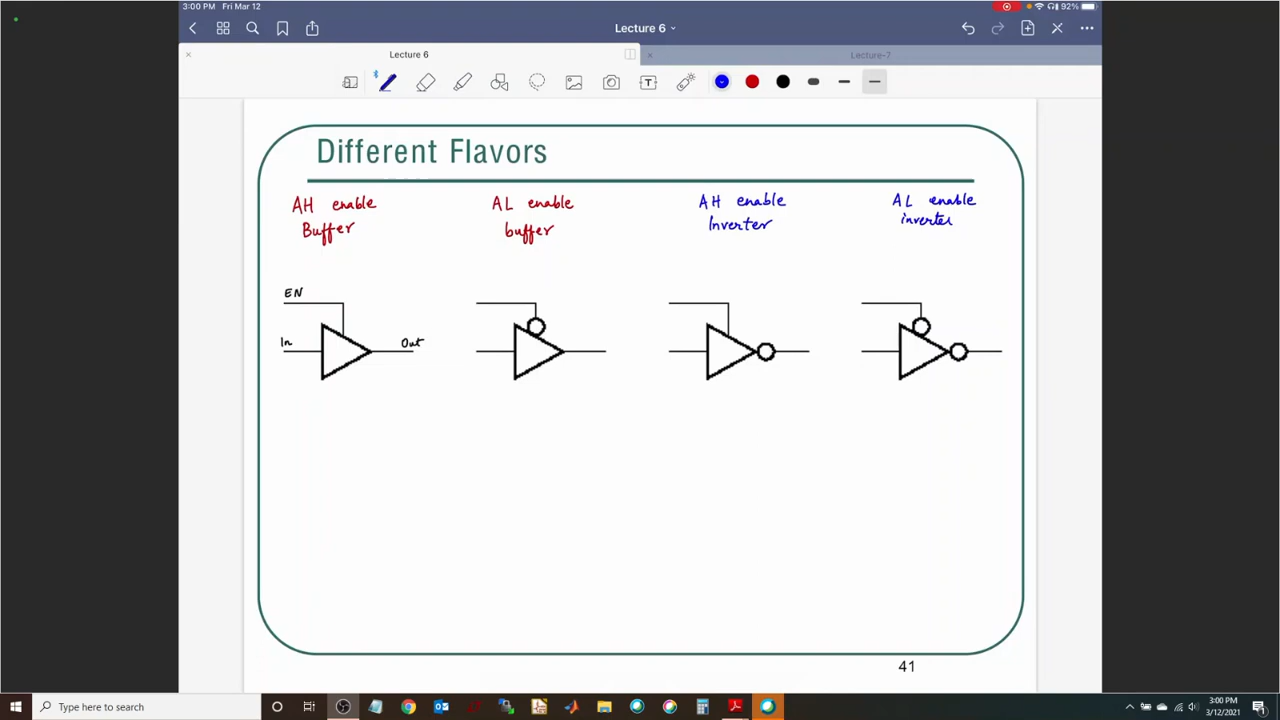 3:00 PM Fri Mar 12
92%
Lecture 6
Lecture 6
Lecture-7
T
Different Flavors
AH enable
Buffer
AL enable
buffer
AH enable
Inverter
AL enable
inverter
EN
In
Out
41
Type here to search
3:00 PM
3/12/2021